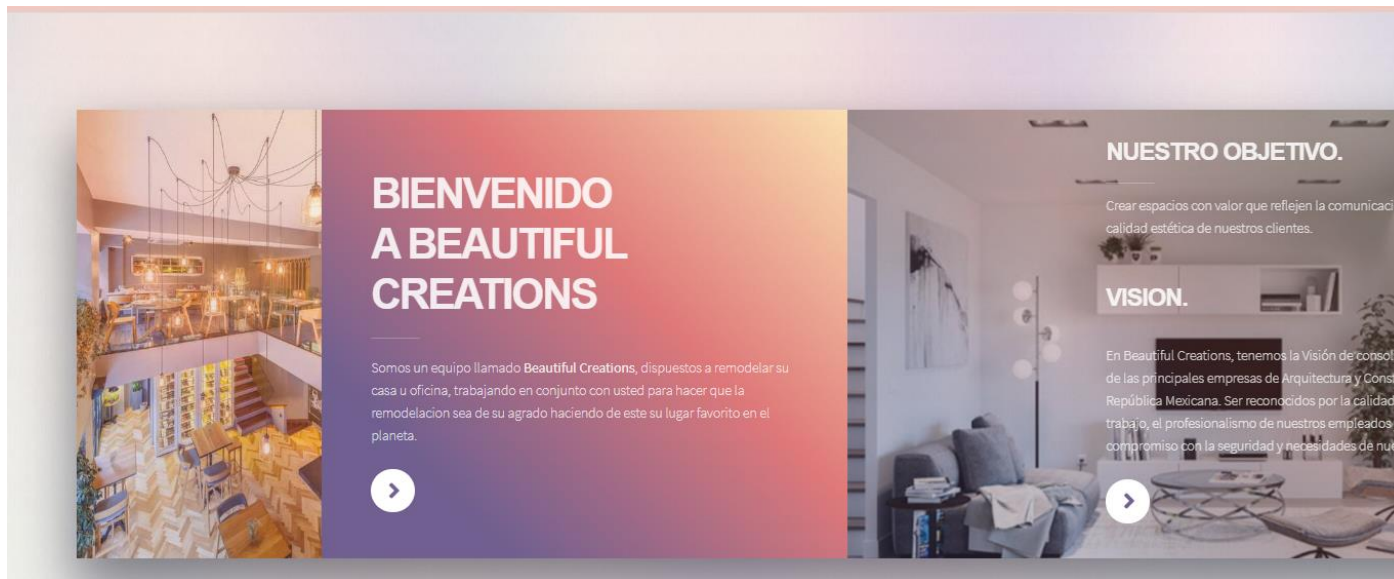 BIENVENIDO
A BEAUTIFUL
CREATIONS
Somos un equipo llamado Beautiful Creations, dispuestos a remodelar su
casa u oficina, trabajando en conjunto con usted para hacer que la
remodelacion sea de su agrado haciendo de este su lugar favorito en el
planeta.
NUESTRO OBJETIVO.
Crear espacios con valor que reflejen la
calidad estética de nuestros clientes.
VISION.
En Beautiful Creations, tenemos la Visión de
de las principales empresas de Arquitectura y
República Mexicana. Ser reconocidos por la calidad
trabajo, el profesionalismo de nuestros empleados
compromiso con la seguridad y necesidades de